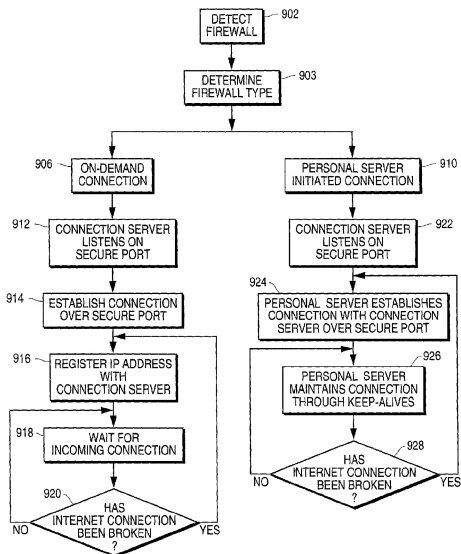 DETECT
FIREWALL
902
DETERMINE
FIREWALL TYPE
903
906
ON-DEMAND
CONNECTION
PERSONAL SERVER
INITIATED CONNECTION
910
912
CONNECTION SERVER
LISTENS ON
SECURE PORT
CONNECTION SERVER
LISTENS ON
SECURE PORT
922
914
ESTABLISH CONNECTION
OVER SECURE PORT
924
PERSONAL SERVER ESTABLISHES
CONNECTION WITH CONNECTION
SERVER OVER SECURE PORT
916
REGISTER IP ADDRESS
WITH
CONNECTION SERVER
926
PERSONAL SERVER
MAINTAINS CONNECTION
THROUGH KEEP-ALIVES
918
WAIT FOR
INCOMING CONNECTION
928
HAS
INTERNET CONNECTION
BEEN BROKEN
?
NO
YES
920
HAS
INTERNET CONNECTION
BEEN BROKEN
?
NO
YES